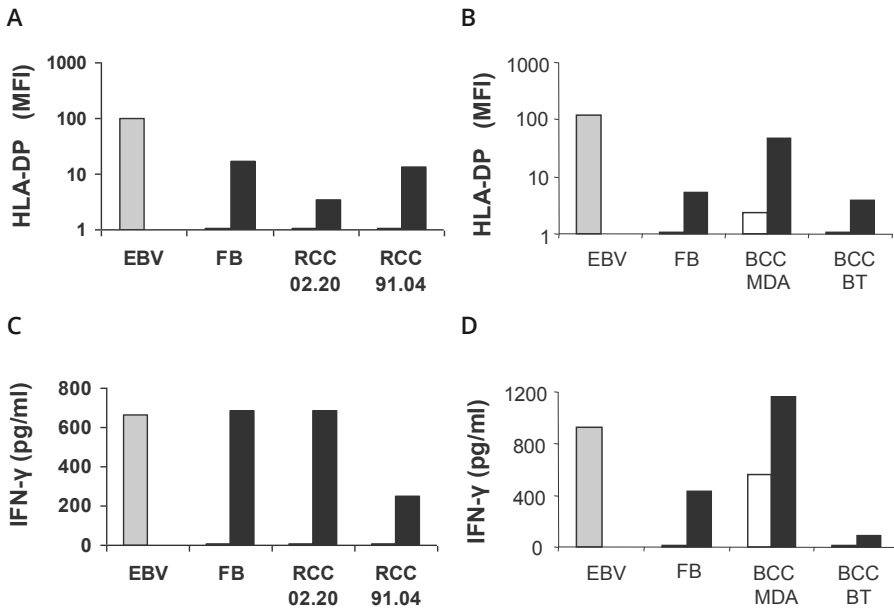 A
HLA-DP (MFI)
1000
100
10
1
EBV FB RCC RCC
02.20 91.04
B
HLA-DP (MFI)
1000
100
10
1
EBV FB BCC BCC
MDA BT
C
IFN-γ (pg/ml)
800
600
400
200
0
EBV FB RCC RCC
02.20 91.04
D
IFN-γ (pg/ml)
1200
800
400
0
EBV FB BCC BCC
MDA BT